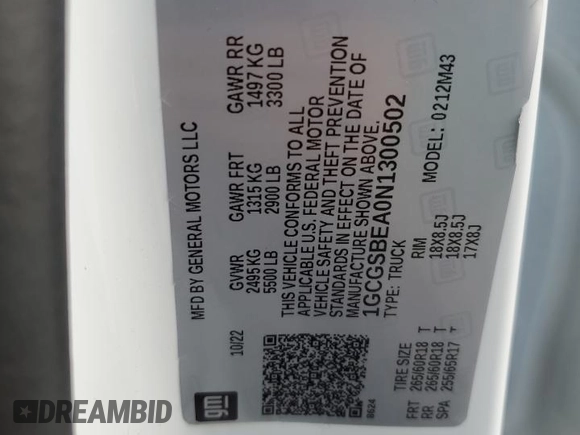 MFD BY GENERAL MOTORS LLC
10/22
GVWR
2495 KG
5500 LB
GAWR FRT
1315 KG
2900 LB
GAWR RR
1497 KG
3300 LB
THIS VEHICLE CONFORMS TO ALL
APPLICABLE U.S. FEDERAL MOTOR
VEHICLE SAFETY AND THEFT PREVENTION
STANDARDS IN EFFECT ON THE DATE OF
MANUFACTURE SHOWN ABOVE.
1GCGSBEA0N1300502
TYPE: TRUCK
MODEL: 0212M43
TIRE SIZE RIM
FRT 265/60R18 T 18X8.5J
RR 265/60R18 T 18X8.5J
SPA 255/65R17 T 17X8J
gm
8624
DREAMBID